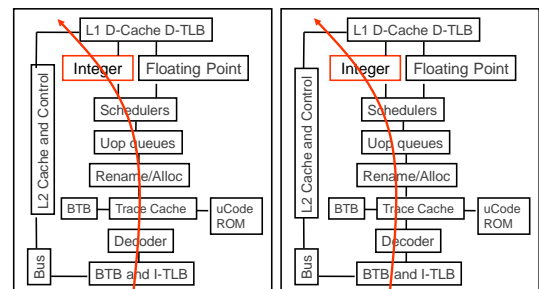 L1 D-Cache D-TLB
Integer
Floating Point
L2 Cache and Control
Schedulers
Uop queues
Rename/Alloc
BTB
Trace Cache
uCode
ROM
Decoder
Bus
BTB and I-TLB
L1 D-Cache D-TLB
Integer
Floating Point
L2 Cache and Control
Schedulers
Uop queues
Rename/Alloc
BTB
Trace Cache
uCode
ROM
Decoder
Bus
BTB and I-TLB